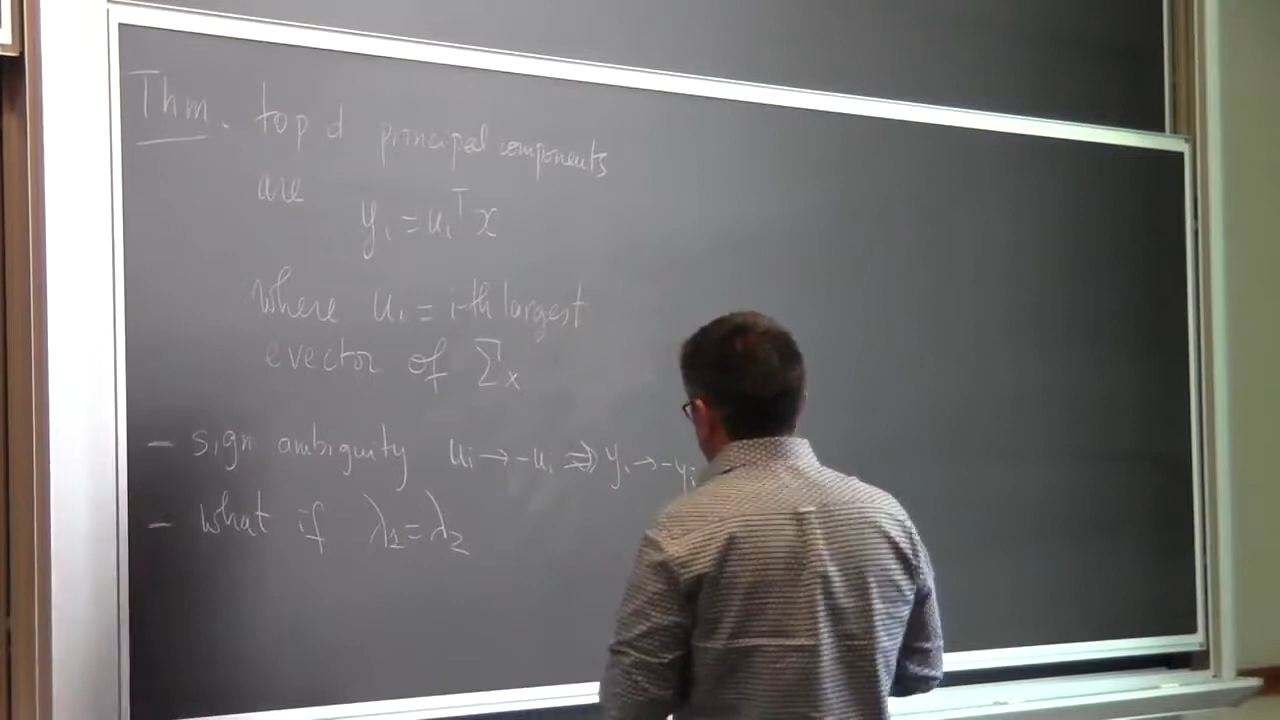 Thm. top d principal components
are
y_i = u_i^T x
where u_i = i-th largest
evector of Σ_x
- sign ambiguity u_i → -u_i ⇒ y_i → -y_i
- what if λ_1 = λ_2